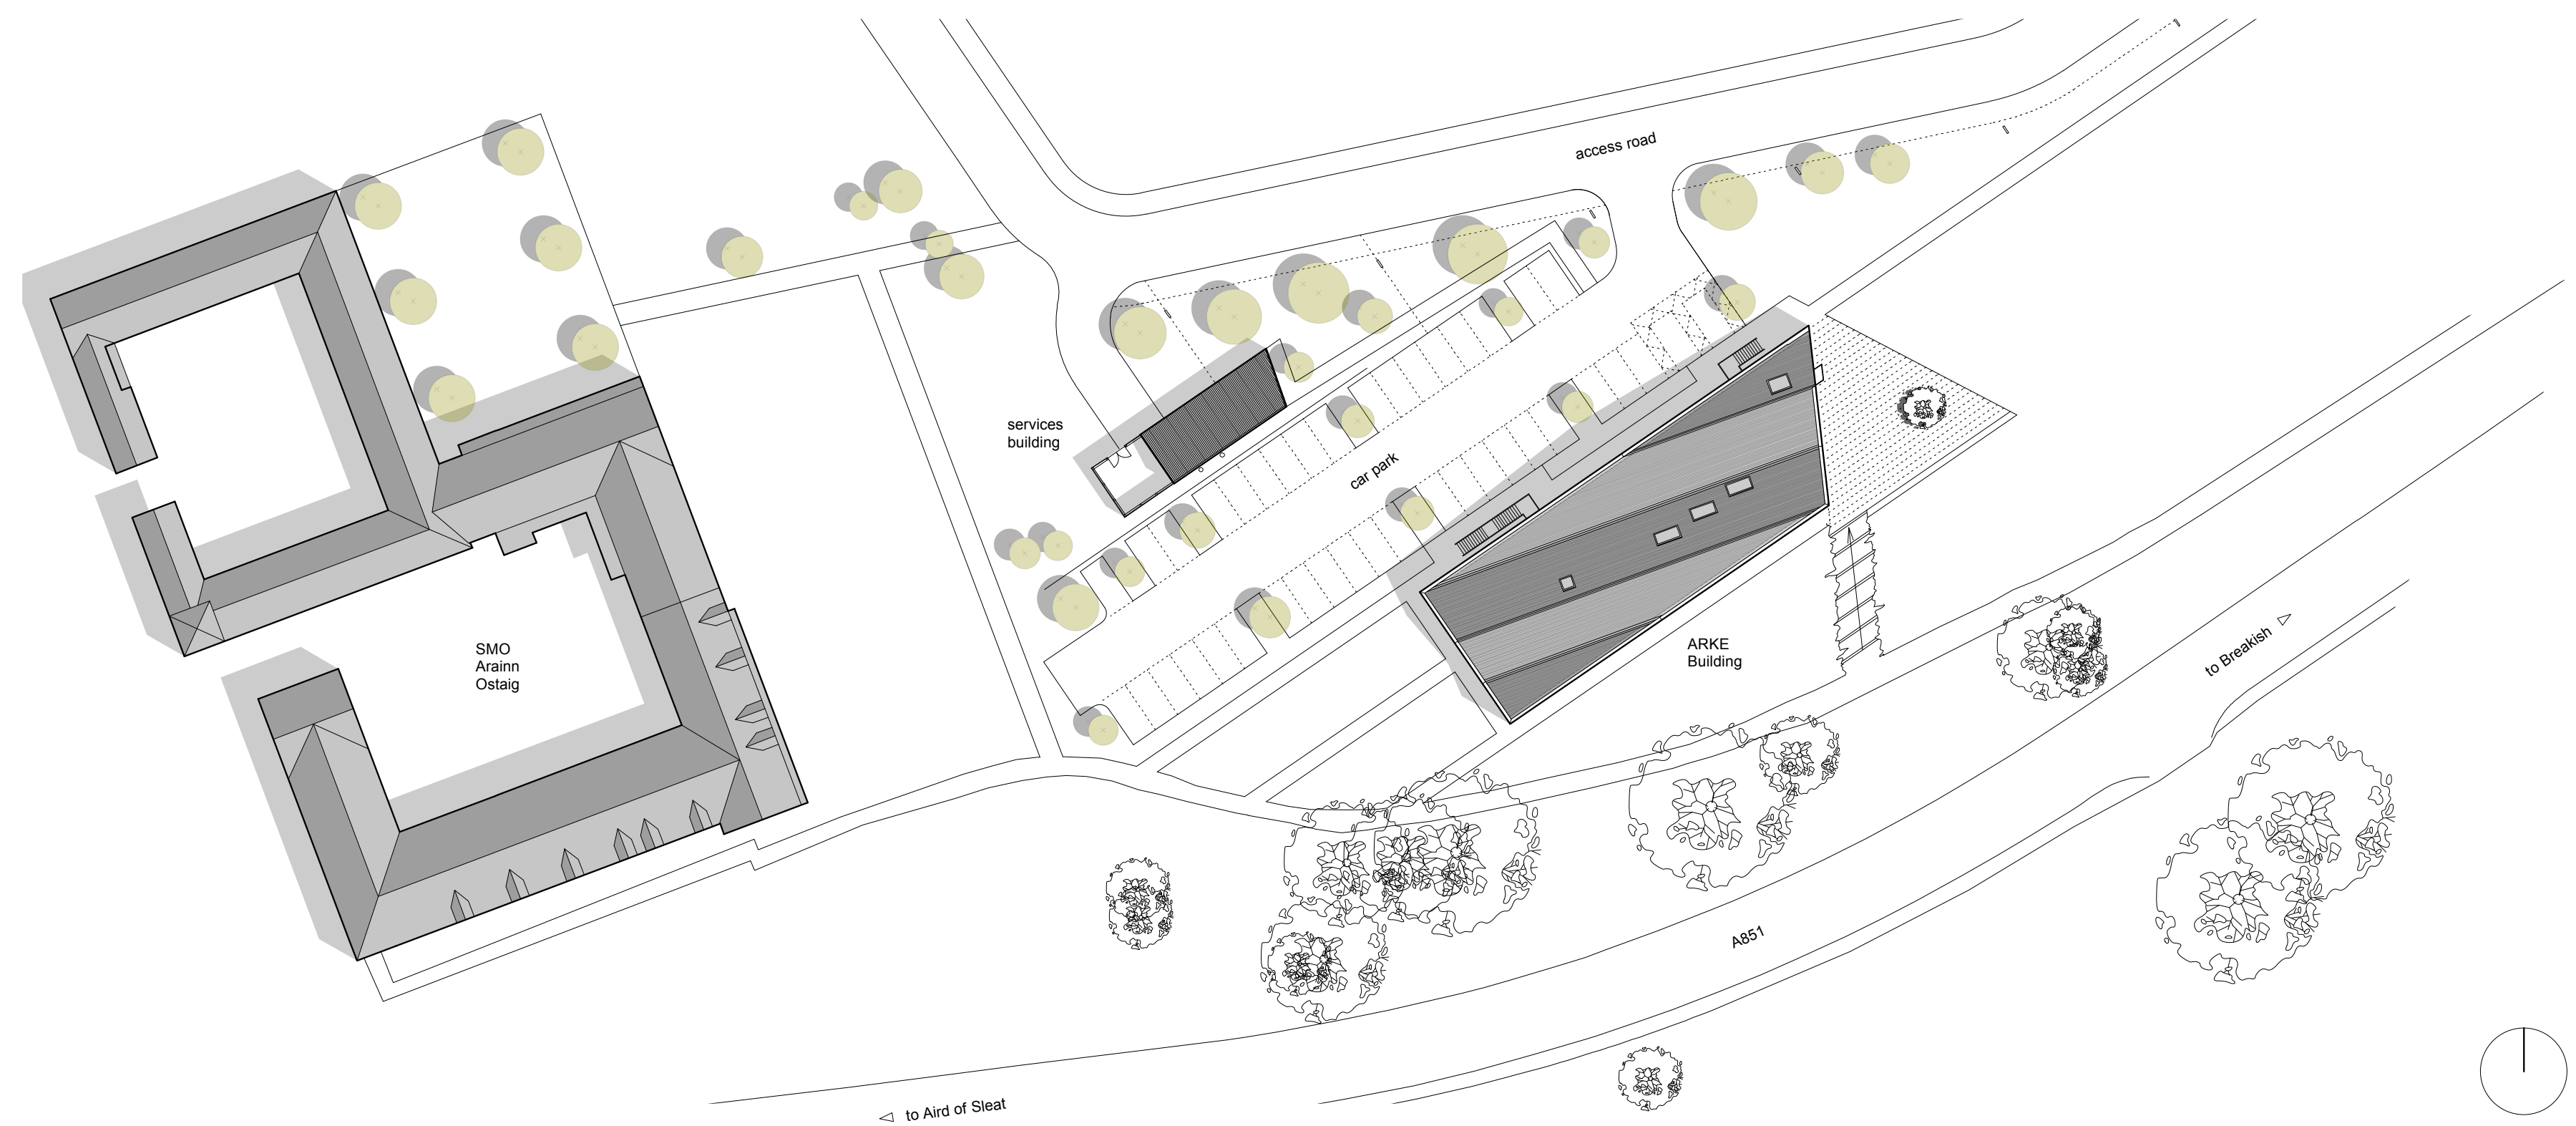 access road
services
building
car park
SMO
Arainn
Ostaig
ARKE
Building
to Breakish
A851
to Aird of Sleat